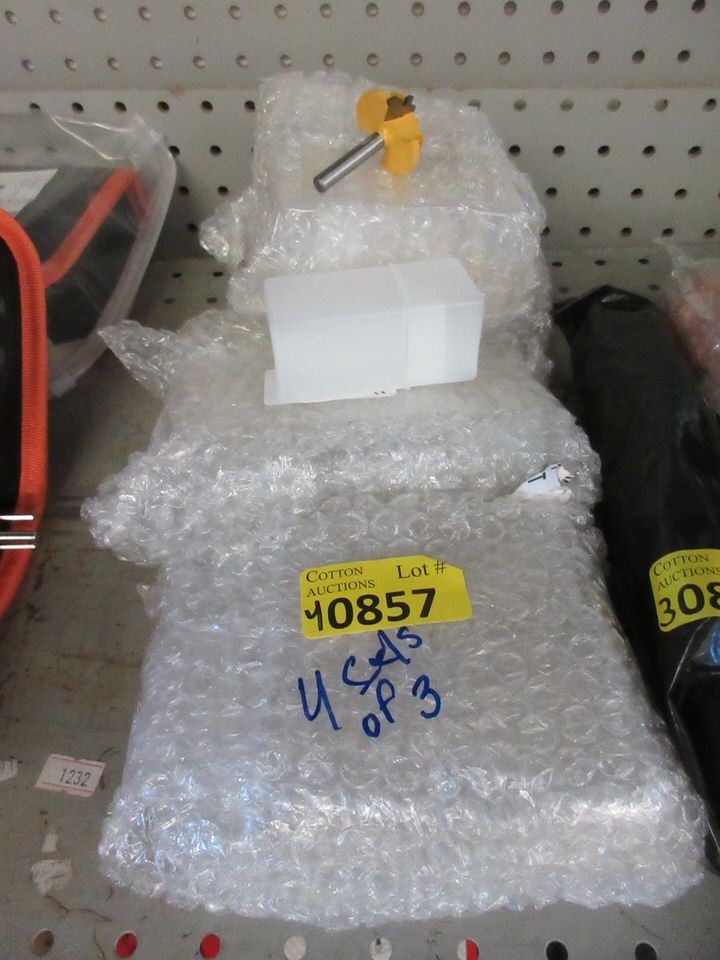 COTTON AUCTIONS Lot #
40857
4 sets
of 3
COTTON AUCTIONS
308
1232